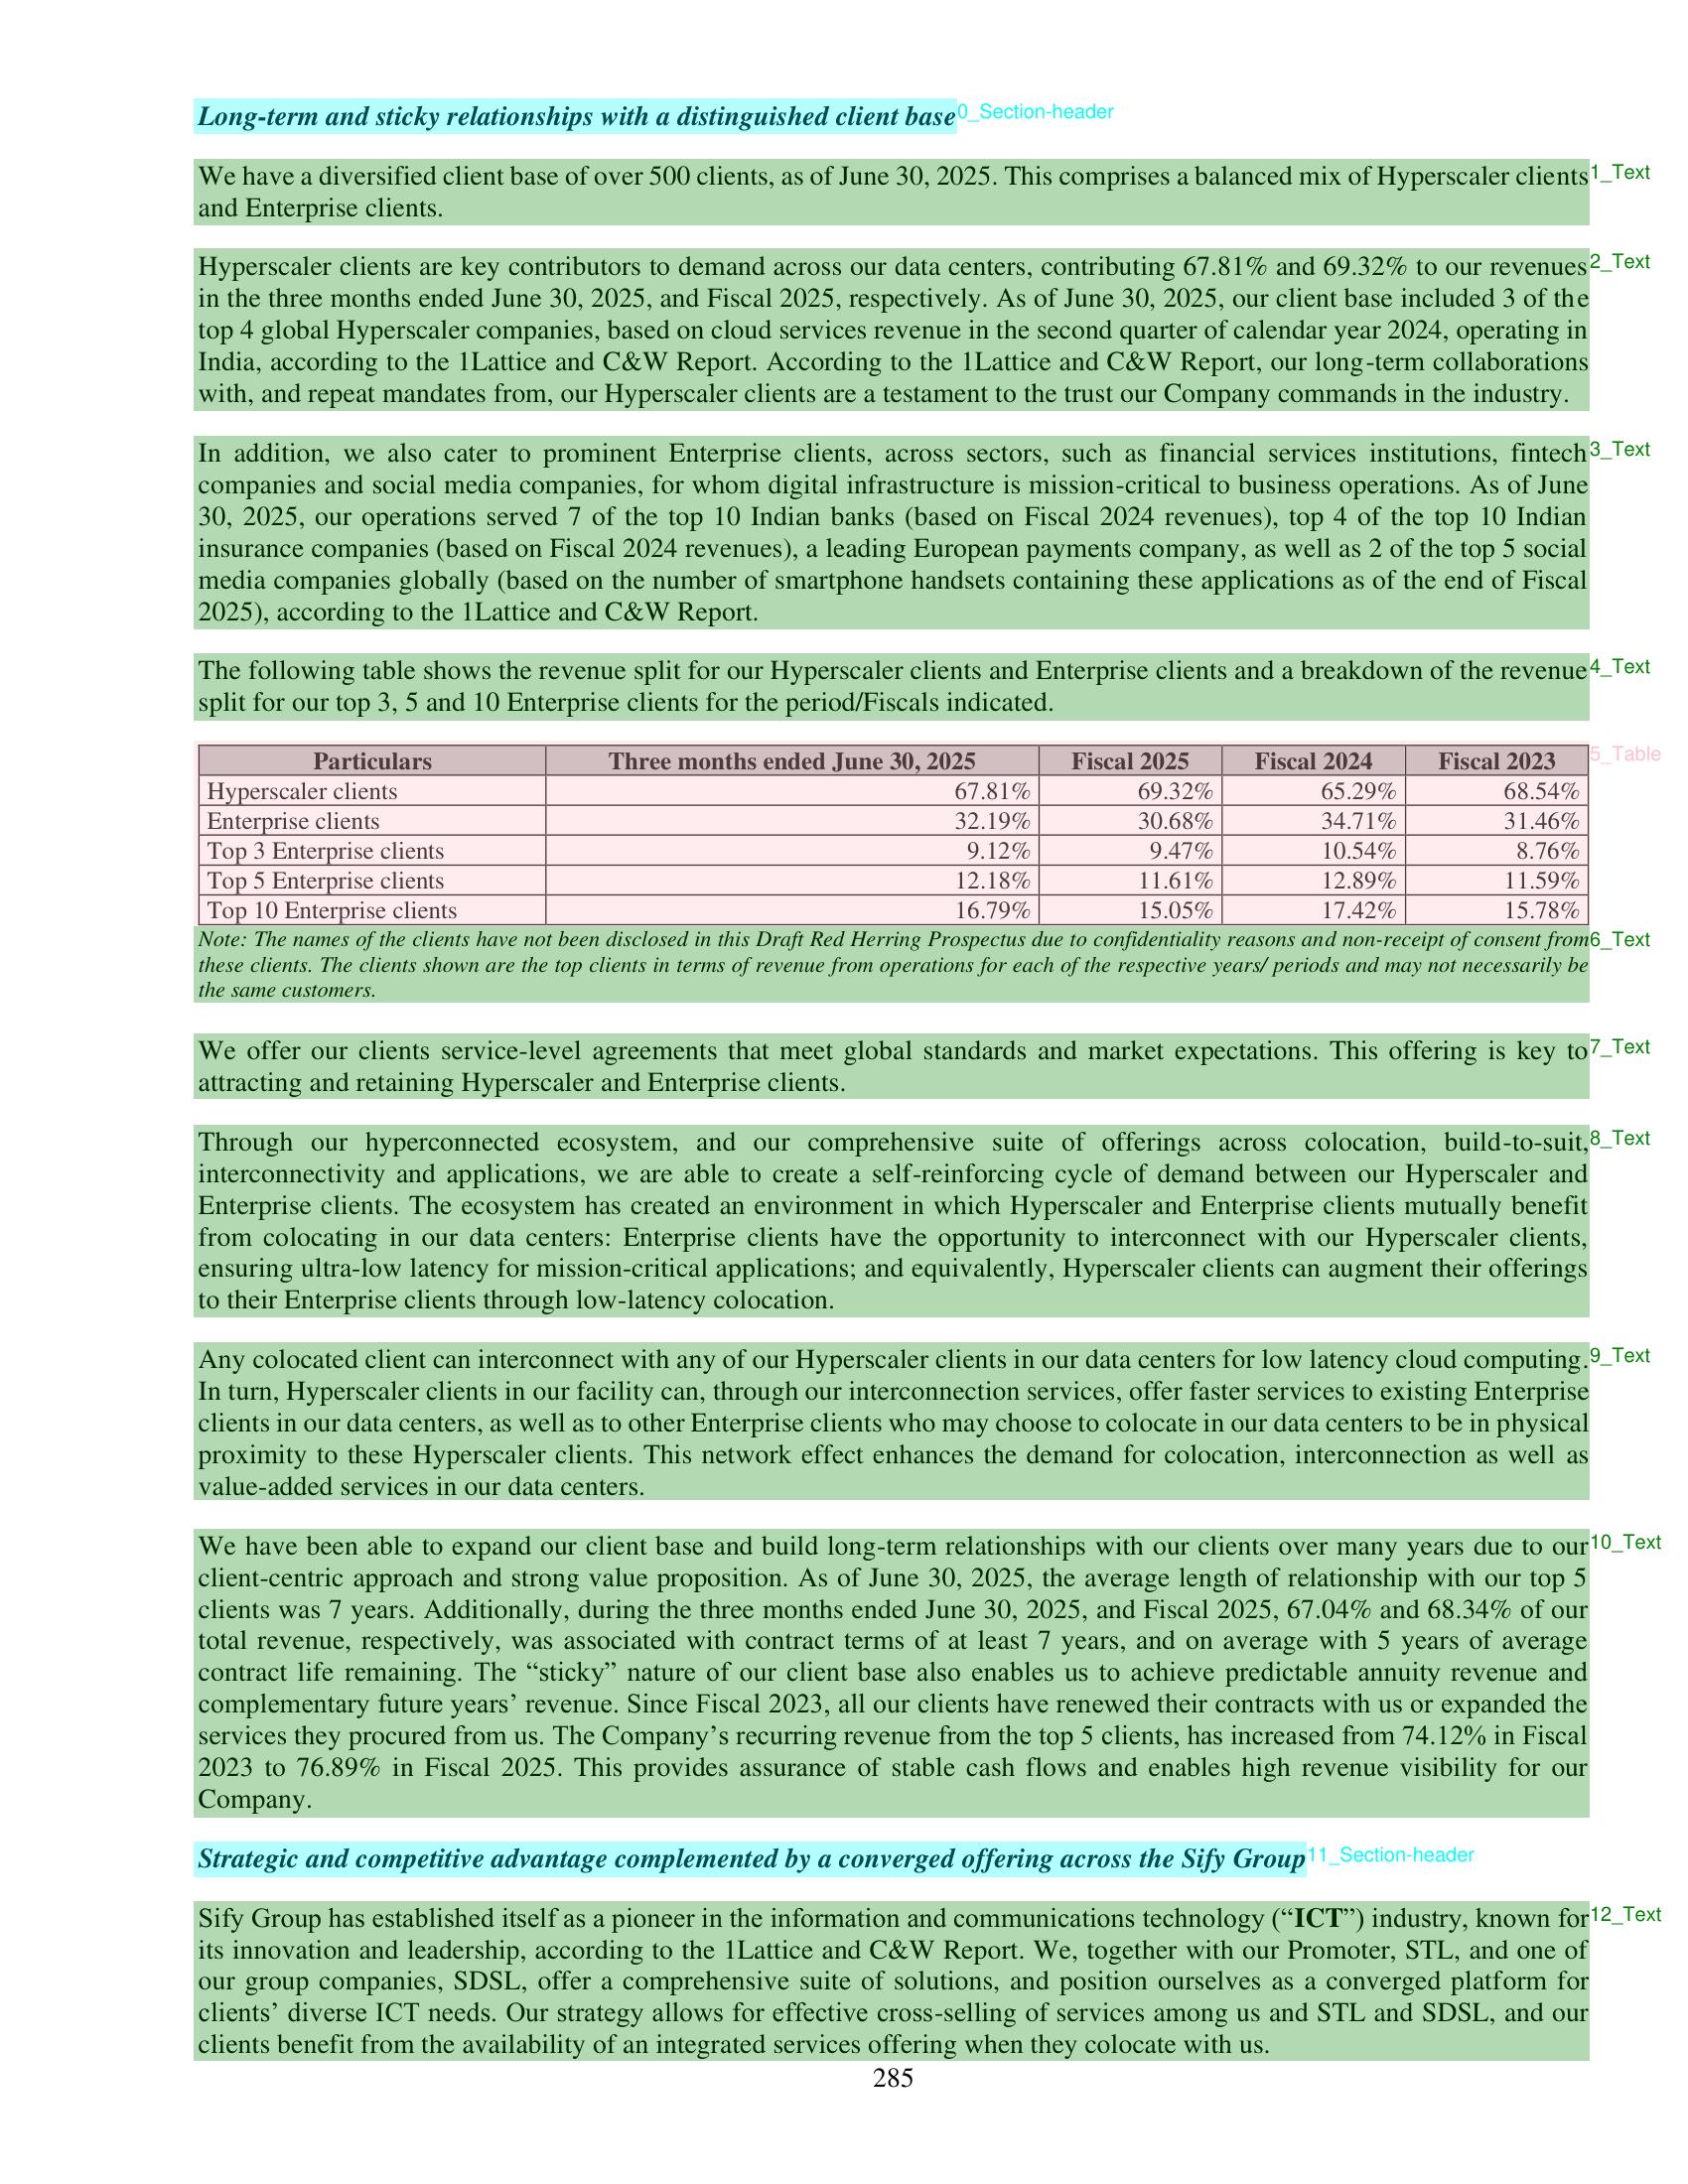 Long-term and sticky relationships with a distinguished client base 0_Section-header
We have a diversified client base of over 500 clients, as of June 30, 2025. This comprises a balanced mix of Hyperscaler clients 1_Text
and Enterprise clients.
Hyperscaler clients are key contributors to demand across our data centers, contributing 67.81% and 69.32% to our revenues 2_Text
in the three months ended June 30, 2025, and Fiscal 2025, respectively. As of June 30, 2025, our client base included 3 of the
top 4 global Hyperscaler companies, based on cloud services revenue in the second quarter of calendar year 2024, operating in
India, according to the 1Lattice and C&W Report. According to the 1Lattice and C&W Report, our long-term collaborations
with, and repeat mandates from, our Hyperscaler clients are a testament to the trust our Company commands in the industry.
In addition, we also cater to prominent Enterprise clients, across sectors, such as financial services institutions, fintech 3_Text
companies and social media companies, for whom digital infrastructure is mission-critical to business operations. As of June
30, 2025, our operations served 7 of the top 10 Indian banks (based on Fiscal 2024 revenues), top 4 of the top 10 Indian
insurance companies (based on Fiscal 2024 revenues), a leading European payments company, as well as 2 of the top 5 social
media companies globally (based on the number of smartphone handsets containing these applications as of the end of Fiscal
2025), according to the 1Lattice and C&W Report.
The following table shows the revenue split for our Hyperscaler clients and Enterprise clients and a breakdown of the revenue 4_Text
split for our top 3, 5 and 10 Enterprise clients for the period/Fiscals indicated.
Particulars Three months ended June 30, 2025 Fiscal 2025 Fiscal 2024 Fiscal 2023 5_Table
Hyperscaler clients 67.81% 69.32% 65.29% 68.54%
Enterprise clients 32.19% 30.68% 34.71% 31.46%
Top 3 Enterprise clients 9.12% 9.47% 10.54% 8.76%
Top 5 Enterprise clients 12.18% 11.61% 12.89% 11.59%
Top 10 Enterprise clients 16.79% 15.05% 17.42% 15.78%
Note: The names of the clients have not been disclosed in this Draft Red Herring Prospectus due to confidentiality reasons and non-receipt of consent from 6_Text
these clients. The clients shown are the top clients in terms of revenue from operations for each of the respective years/ periods and may not necessarily be
the same customers.
We offer our clients service-level agreements that meet global standards and market expectations. This offering is key to 7_Text
attracting and retaining Hyperscaler and Enterprise clients.
Through our hyperconnected ecosystem, and our comprehensive suite of offerings across colocation, build-to-suit, 8_Text
interconnectivity and applications, we are able to create a self-reinforcing cycle of demand between our Hyperscaler and
Enterprise clients. The ecosystem has created an environment in which Hyperscaler and Enterprise clients mutually benefit
from colocating in our data centers: Enterprise clients have the opportunity to interconnect with our Hyperscaler clients,
ensuring ultra-low latency for mission-critical applications; and equivalently, Hyperscaler clients can augment their offerings
to their Enterprise clients through low-latency colocation.
Any colocated client can interconnect with any of our Hyperscaler clients in our data centers for low latency cloud computing. 9_Text
In turn, Hyperscaler clients in our facility can, through our interconnection services, offer faster services to existing Enterprise
clients in our data centers, as well as to other Enterprise clients who may choose to colocate in our data centers to be in physical
proximity to these Hyperscaler clients. This network effect enhances the demand for colocation, interconnection as well as
value-added services in our data centers.
We have been able to expand our client base and build long-term relationships with our clients over many years due to our 10_Text
client-centric approach and strong value proposition. As of June 30, 2025, the average length of relationship with our top 5
clients was 7 years. Additionally, during the three months ended June 30, 2025, and Fiscal 2025, 67.04% and 68.34% of our
total revenue, respectively, was associated with contract terms of at least 7 years, and on average with 5 years of average
contract life remaining. The “sticky” nature of our client base also enables us to achieve predictable annuity revenue and
complementary future years’ revenue. Since Fiscal 2023, all our clients have renewed their contracts with us or expanded the
services they procured from us. The Company’s recurring revenue from the top 5 clients, has increased from 74.12% in Fiscal
2023 to 76.89% in Fiscal 2025. This provides assurance of stable cash flows and enables high revenue visibility for our
Company.
Strategic and competitive advantage complemented by a converged offering across the Sify Group 11_Section-header
Sify Group has established itself as a pioneer in the information and communications technology (“ICT”) industry, known for 12_Text
its innovation and leadership, according to the 1Lattice and C&W Report. We, together with our Promoter, STL, and one of
our group companies, SDSL, offer a comprehensive suite of solutions, and position ourselves as a converged platform for
clients’ diverse ICT needs. Our strategy allows for effective cross-selling of services among us and STL and SDSL, and our
clients benefit from the availability of an integrated services offering when they colocate with us.
285